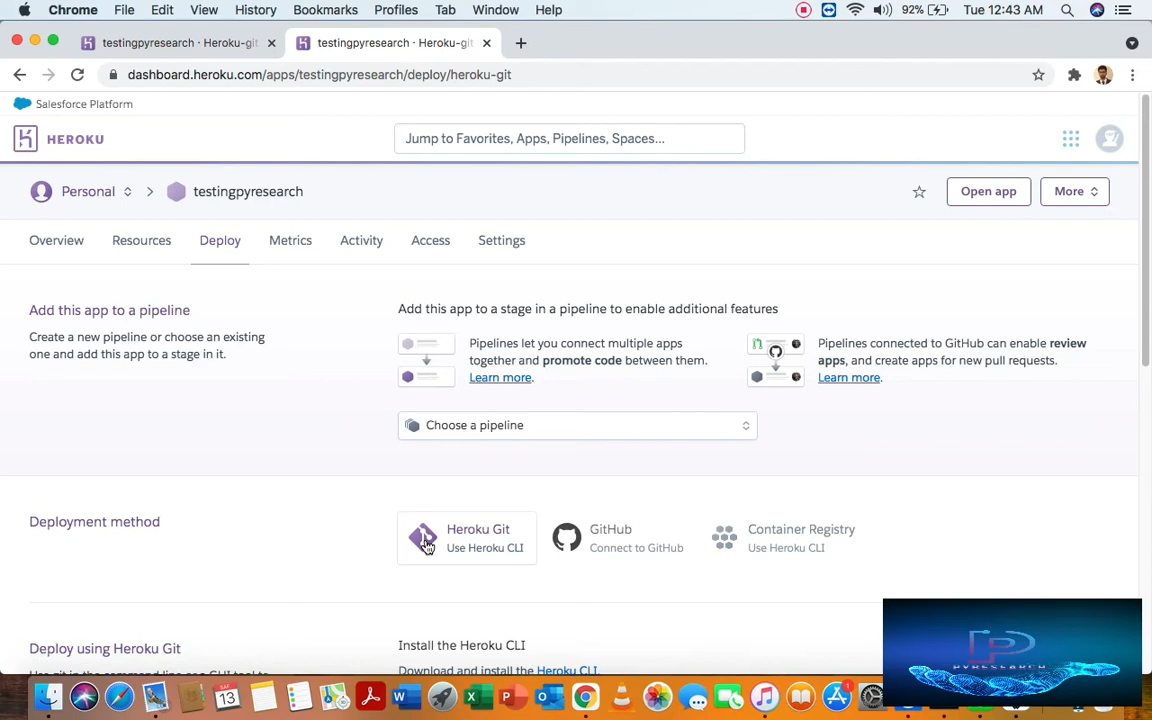 Chrome File Edit View History Bookmarks Profiles Tab Window Help 92% Tue 12:43 AM
testingpyresearch · Heroku-git testingpyresearch · Heroku-git
dashboard.heroku.com/apps/testingpyresearch/deploy/heroku-git
Salesforce Platform
HEROKU Jump to Favorites, Apps, Pipelines, Spaces...
Personal testingpyresearch Open app More
Overview Resources Deploy Metrics Activity Access Settings
Add this app to a pipeline
Create a new pipeline or choose an existing
one and add this app to a stage in it.
Add this app to a stage in a pipeline to enable additional features
Pipelines let you connect multiple apps
together and promote code between them.
Learn more.
Pipelines connected to GitHub can enable review
apps, and create apps for new pull requests.
Learn more.
Choose a pipeline
Deployment method
Heroku Git
Use Heroku CLI
GitHub
Connect to GitHub
Container Registry
Use Heroku CLI
Deploy using Heroku Git
Install the Heroku CLI
Download and install the Heroku CLI.
PYRESEARCH